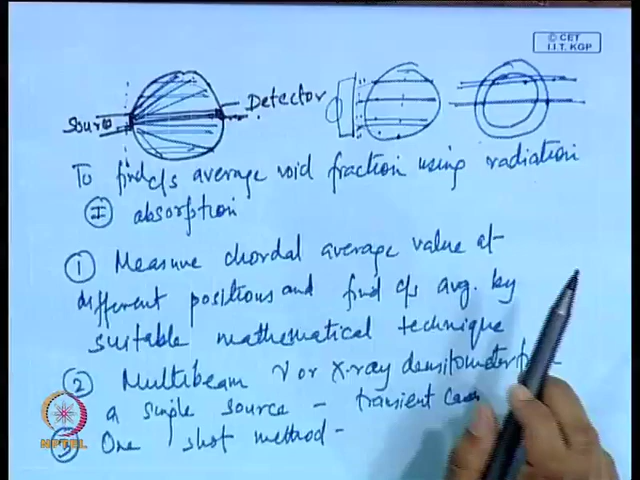 © CET
I.I.T. KGP
Source Detector
To find c/s average void fraction using radiation
I absorption
1 Measure chordal average value at
different positions and find c/s avg. by
suitable mathematical technique
2 Multibeam γ or X-ray densitometer
a simple source - transient
3 One shot method -
NPTEL